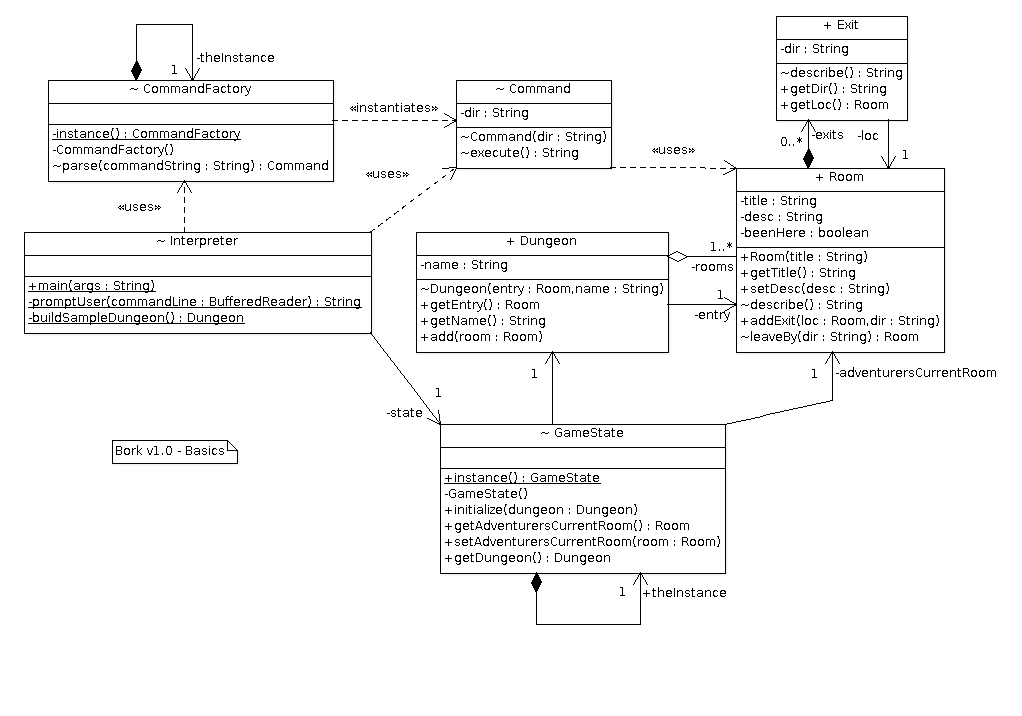 + Exit
-dir : String
~describe() : String
+getDir() : String
+getLoc() : Room
-theInstance
1
~ CommandFactory
-instance() : CommandFactory
-CommandFactory()
~parse(commandString : String) : Command
«instantiates»
~ Command
-dir : String
~Command(dir : String)
~execute() : String
«uses»
0..*
-exits
-loc
1
+ Room
-title : String
-desc : String
-beenHere : boolean
+Room(title : String)
+getTitle() : String
+setDesc(desc : String)
~describe() : String
+addExit(loc : Room,dir : String)
~leaveBy(dir : String) : Room
«uses»
«uses»
~ Interpreter
+main(args : String)
-promptUser(commandLine : BufferedReader) : String
-buildSampleDungeon() : Dungeon
+ Dungeon
-name : String
~Dungeon(entry : Room,name : String)
+getEntry() : Room
+getName() : String
+add(room : Room)
1..*
-rooms
1
-entry
1
-state
1
1
-adventurersCurrentRoom
Bork v1.0 - Basics
~ GameState
+instance() : GameState
-GameState()
+initialize(dungeon : Dungeon)
+getAdventurersCurrentRoom() : Room
+setAdventurersCurrentRoom(room : Room)
+getDungeon() : Dungeon
1
+theInstance